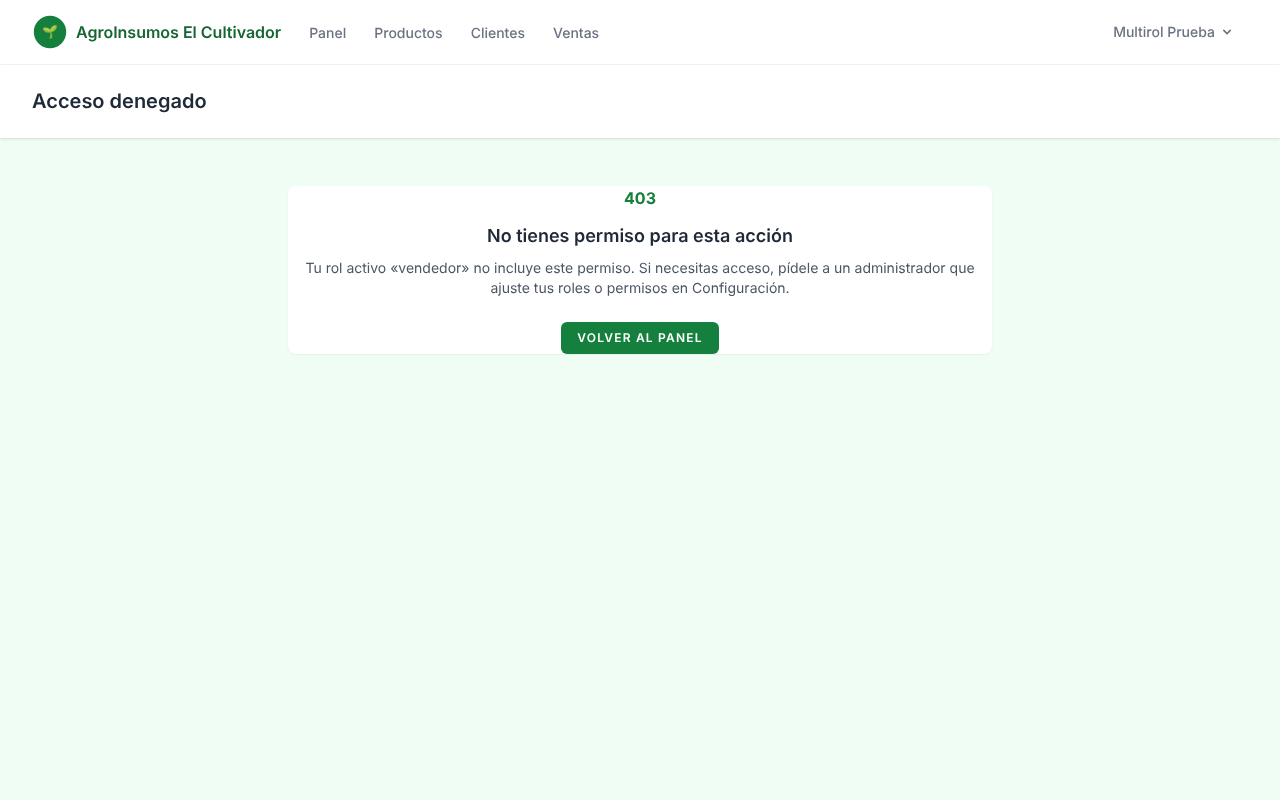 AgroInsumos El Cultivador
Panel
Productos
Clientes
Ventas
Multirol Prueba
Acceso denegado
403
No tienes permiso para esta acción
Tu rol activo «vendedor» no incluye este permiso. Si necesitas acceso, pídele a un administrador que
ajuste tus roles o permisos en Configuración.
VOLVER AL PANEL